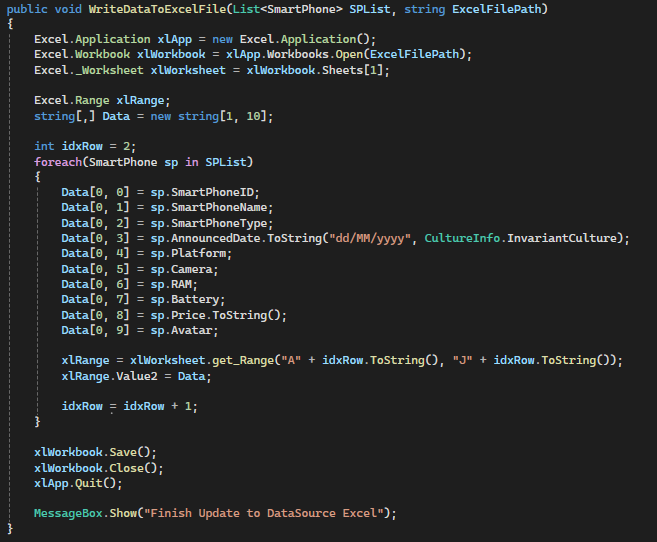 public void WriteDataToExcelFile(List<SmartPhone> SPList, string ExcelFilePath)
{
    Excel.Application xlApp = new Excel.Application();
    Excel.Workbook xlWorkbook = xlApp.Workbooks.Open(ExcelFilePath);
    Excel._Worksheet xlWorksheet = xlWorkbook.Sheets[1];

    Excel.Range xlRange;
    string[,] Data = new string[1, 10];

    int idxRow = 2;
    foreach(SmartPhone sp in SPList)
    {
        Data[0, 0] = sp.SmartPhoneID;
        Data[0, 1] = sp.SmartPhoneName;
        Data[0, 2] = sp.SmartPhoneType;
        Data[0, 3] = sp.AnnouncedDate.ToString("dd/MM/yyyy", CultureInfo.InvariantCulture);
        Data[0, 4] = sp.Platform;
        Data[0, 5] = sp.Camera;
        Data[0, 6] = sp.RAM;
        Data[0, 7] = sp.Battery;
        Data[0, 8] = sp.Price.ToString();
        Data[0, 9] = sp.Avatar;

        xlRange = xlWorksheet.get_Range("A" + idxRow.ToString(), "J" + idxRow.ToString());
        xlRange.Value2 = Data;

        idxRow = idxRow + 1;
    }

    xlWorkbook.Save();
    xlWorkbook.Close();
    xlApp.Quit();

    MessageBox.Show("Finish Update to DataSource Excel");
}